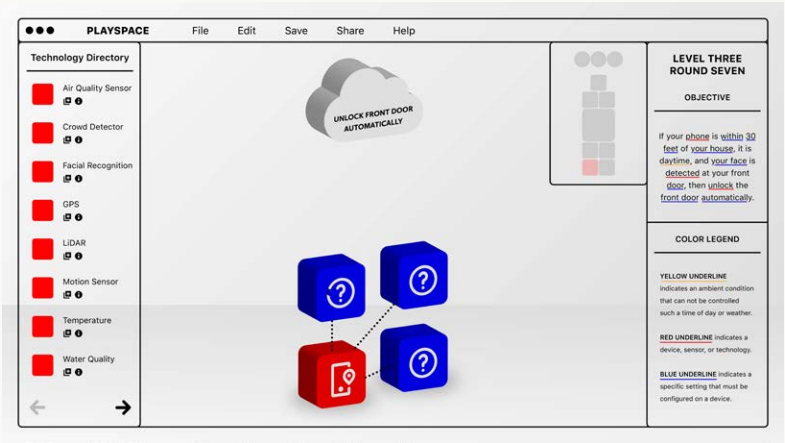 PLAYSPACE File Edit Save Share Help
Technology Directory
Air Quality Sensor
Crowd Detector
Facial Recognition
GPS
LiDAR
Motion Sensor
Temperature
Water Quality
UNLOCK FRONT DOOR
AUTOMATICALLY
?
?
?
LEVEL THREE
ROUND SEVEN
OBJECTIVE
If your phone is within 30
feet of your house, it is
daytime, and your face is
detected at your front
door, then unlock the
front door automatically.
COLOR LEGEND
YELLOW UNDERLINE
indicates an ambient condition
that can not be controlled
such a time of day or weather.
RED UNDERLINE indicates a
device, sensor, or technology.
BLUE UNDERLINE indicates a
specific setting that must be
configured on a device.